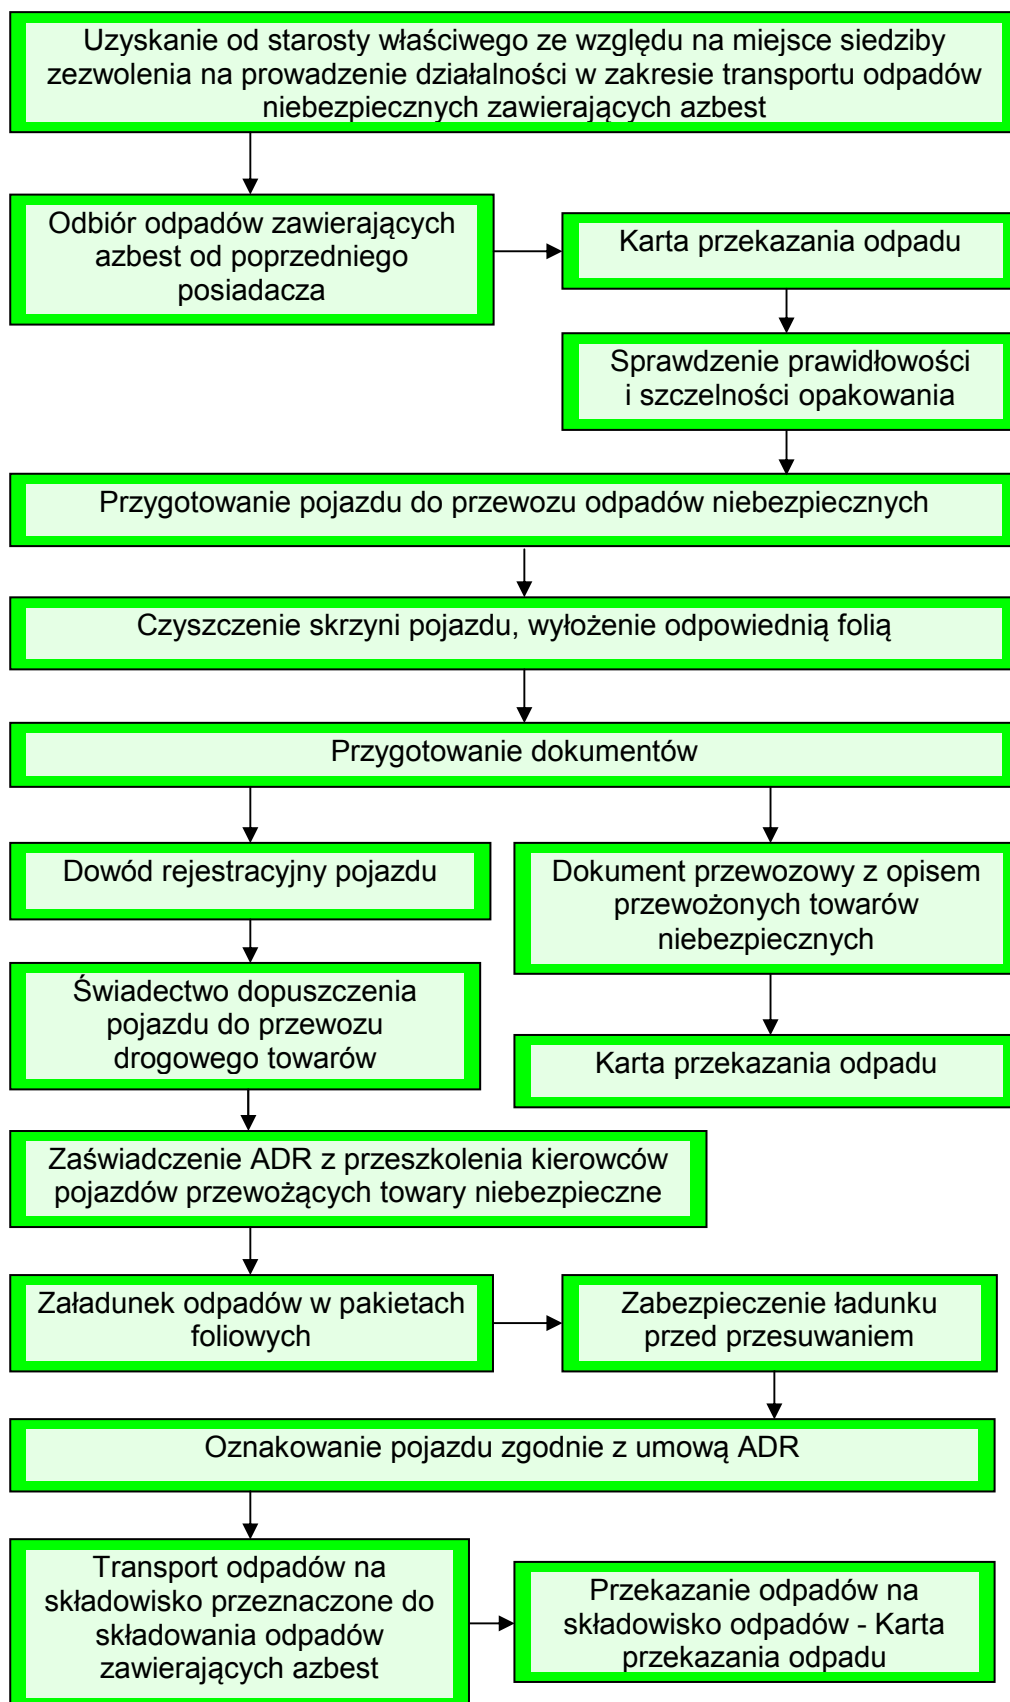 Uzyskanie od starosty właściwego ze względu na miejsce siedziby
zezwolenia na prowadzenie działalności w zakresie transportu odpadów
niebezpiecznych zawierających azbest
Odbiór odpadów zawierających
azbest od poprzedniego
posiadacza
Karta przekazania odpadu
Sprawdzenie prawidłowości
i szczelności opakowania
Przygotowanie pojazdu do przewozu odpadów niebezpiecznych
Czyszczenie skrzyni pojazdu, wyłożenie odpowiednią folią
Przygotowanie dokumentów
Dowód rejestracyjny pojazdu
Świadectwo dopuszczenia
pojazdu do przewozu
drogowego towarów
Zaświadczenie ADR z przeszkolenia kierowców
pojazdów przewożących towary niebezpieczne
Dokument przewozowy z opisem
przewożonych towarów
niebezpiecznych
Karta przekazania odpadu
Załadunek odpadów w pakietach
foliowych
Zabezpieczenie ładunku
przed przesuwaniem
Oznakowanie pojazdu zgodnie z umową ADR
Transport odpadów na
składowisko przeznaczone do
składowania odpadów
zawierających azbest
Przekazanie odpadów na
składowisko odpadów - Karta
przekazania odpadu